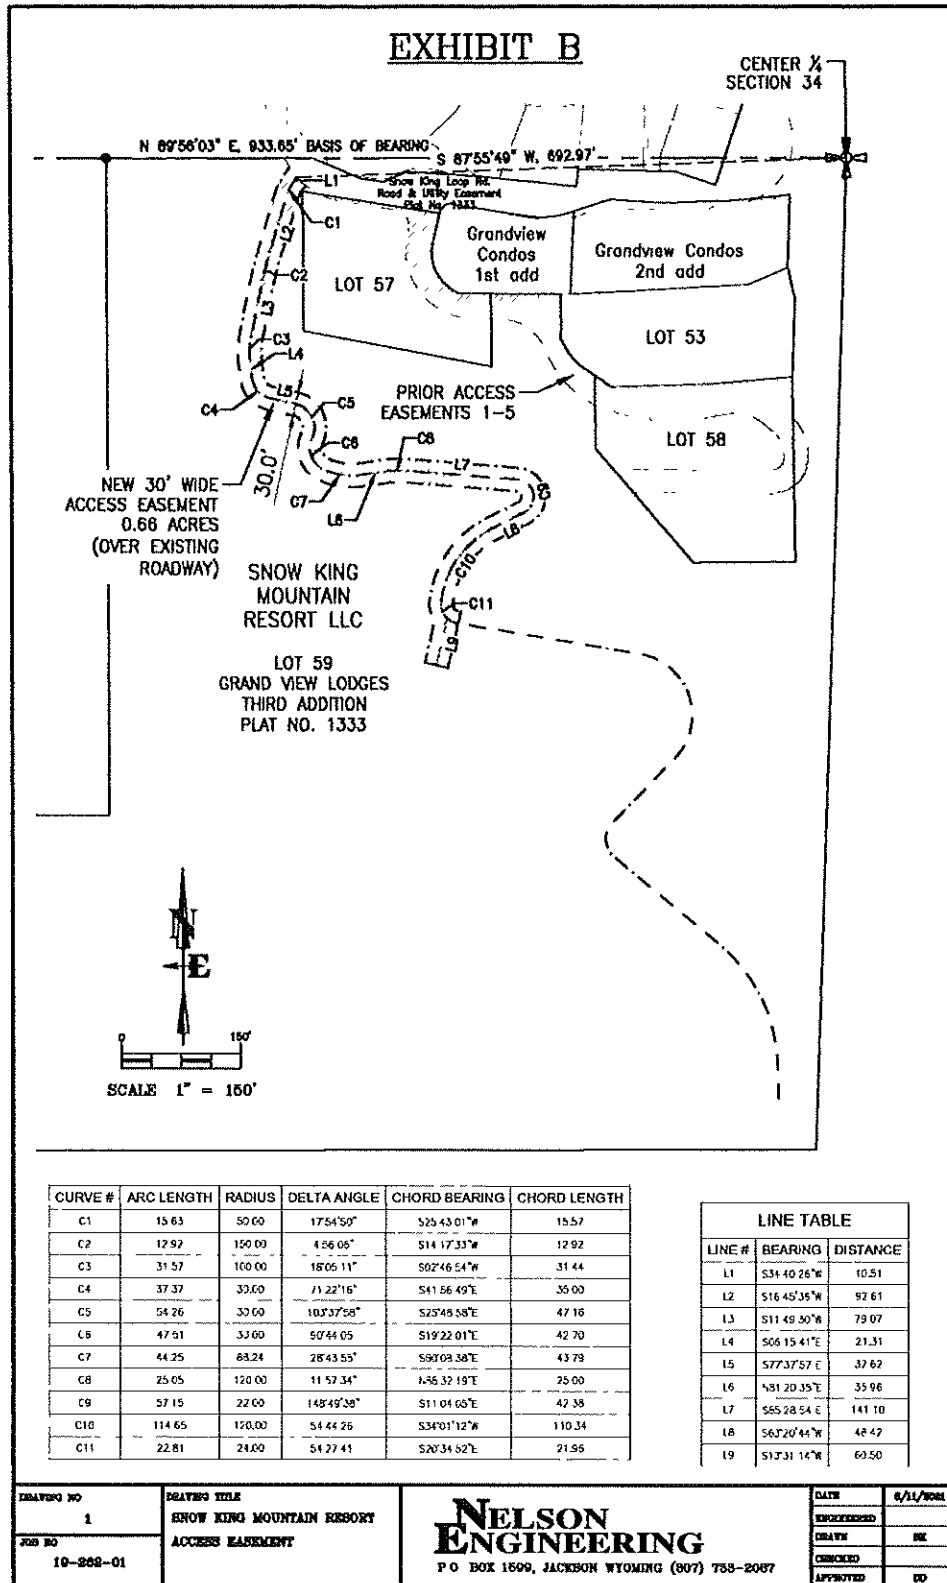 EXHIBIT B
CENTER ¼
SECTION 34
N 89°56'03" E, 933.65' BASIS OF BEARING
S 87°55'49" W, 692.97'
Snow King Loop Rd.
Road & Utility Easement
Plat No. 1333
L1
C1
L2
C2
L3
C3
L4
C4
L5
C5
C6
C7
L6
C8
L7
C9
L8
C10
C11
L9
LOT 57
Grandview
Condos
1st add
Grandview Condos
2nd add
LOT 53
PRIOR ACCESS
EASEMENTS 1-5
LOT 58
NEW 30' WIDE
ACCESS EASEMENT
0.66 ACRES
(OVER EXISTING
ROADWAY)
30.0'
SNOW KING
MOUNTAIN
RESORT LLC
LOT 59
GRAND VIEW LODGES
THIRD ADDITION
PLAT NO. 1333
N
E
0 150'
SCALE 1" = 150'
CURVE # ARC LENGTH RADIUS DELTA ANGLE CHORD BEARING CHORD LENGTH
C1 15.63 50.00 17°54'50" S25 43 01"W 15.57
C2 12.92 150.00 4 56 06" S14 17'33"W 12.92
C3 31.57 100.00 18°05 11" S02°46 54"W 31.44
C4 37.37 30.00 71 22'16" S41 56 49"E 35.00
C5 54.26 30.00 103°37'58" S25°48 58"E 47.16
C6 47.51 50°44 05 S19°22 01"E 42.70
C7 44.25 28°43 55" 43.79
C8 25.05 120.00 11 57 34" 25.00
C9 57.15 22.00 148°49'38" S11 04 05"E 42.38
C10 114.65 120.00 54 44 26 S34°01'12"W 110.34
C11 22.81 24.00 54 27 41 S20°34 52"E 21.96
LINE TABLE
LINE # BEARING DISTANCE
L1 S34 40 26"W 10.51
L2 S16 45'36"W 92.61
L3 S11 49 30"W 79.07
L4 S06 15 41"E 21.31
L5 S77°37'57 E 37.62
L6 N81 20 35"E 35.96
L7 S85 28 54 E 141.10
L8 S63°20'44"W 48.42
L9 S13°31 14"W 60.50
DRAWING NO
1
JOB NO
19-262-01
DRAWING TITLE
SNOW KING MOUNTAIN RESORT
ACCESS EASEMENT
NELSON
ENGINEERING
P O BOX 1599, JACKSON WYOMING (307) 733-2087
DATE
ENGINEERED
DRAWN
CHECKED
APPROVED